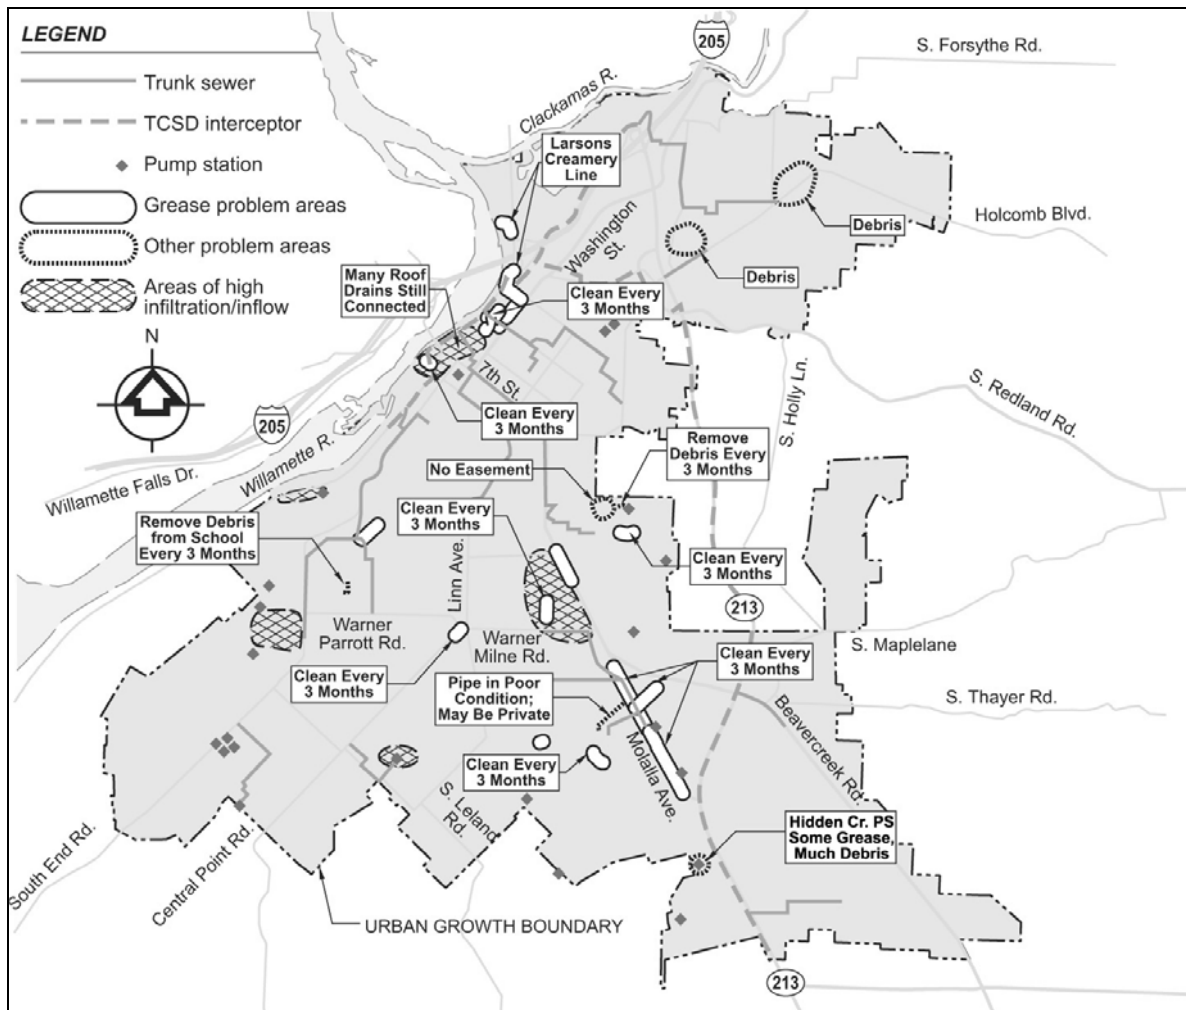 LEGEND
Trunk sewer
TCSD interceptor
Pump station
Grease problem areas
Other problem areas
Areas of high
infiltration/inflow
N
205
S. Forsythe Rd.
Clackamas R.
Larsons
Creamery
Line
Washington
St.
Debris
Holcomb Blvd.
Debris
Many Roof
Drains Still
Connected
Clean Every
3 Months
7th St.
S. Holly Ln.
S. Redland Rd.
205
Clean Every
3 Months
Willamette Falls Dr.
Willamette R.
No Easement
Remove
Debris Every
3 Months
Clean Every
3 Months
Remove Debris
from School
Every 3 Months
Linn Ave.
Clean Every
3 Months
213
Warner
Parrott Rd.
Warner
Milne Rd.
S. Maplelane
Clean Every
3 Months
Clean Every
3 Months
Pipe in Poor
Condition;
May Be Private
S. Thayer Rd.
Beavercreek Rd.
Molalla Ave.
Clean Every
3 Months
S. Leland
Rd.
Hidden Cr. PS
Some Grease,
Much Debris
South End Rd.
Central Point Rd.
URBAN GROWTH BOUNDARY
213